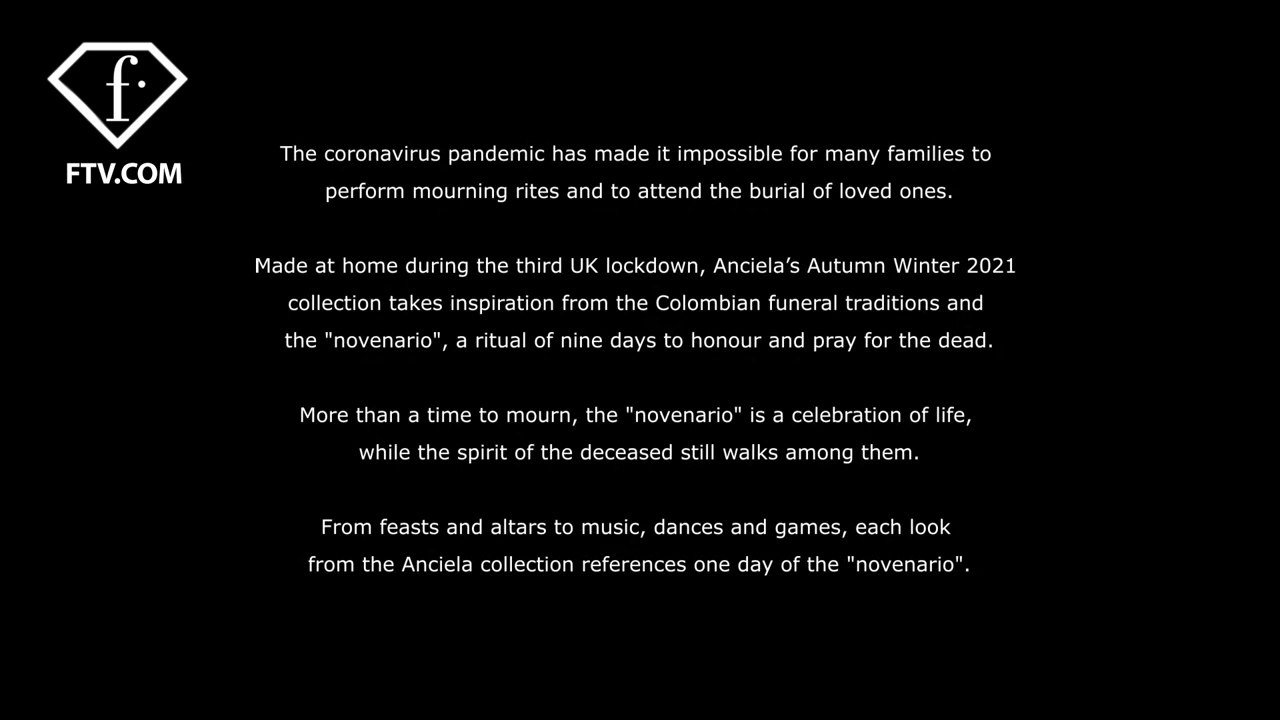 f.
FTV.COM
The coronavirus pandemic has made it impossible for many families to
perform mourning rites and to attend the burial of loved ones.
Made at home during the third UK lockdown, Anciela’s Autumn Winter 2021
collection takes inspiration from the Colombian funeral traditions and
the "novenario", a ritual of nine days to honour and pray for the dead.
More than a time to mourn, the "novenario" is a celebration of life,
while the spirit of the deceased still walks among them.
From feasts and altars to music, dances and games, each look
from the Anciela collection references one day of the "novenario".